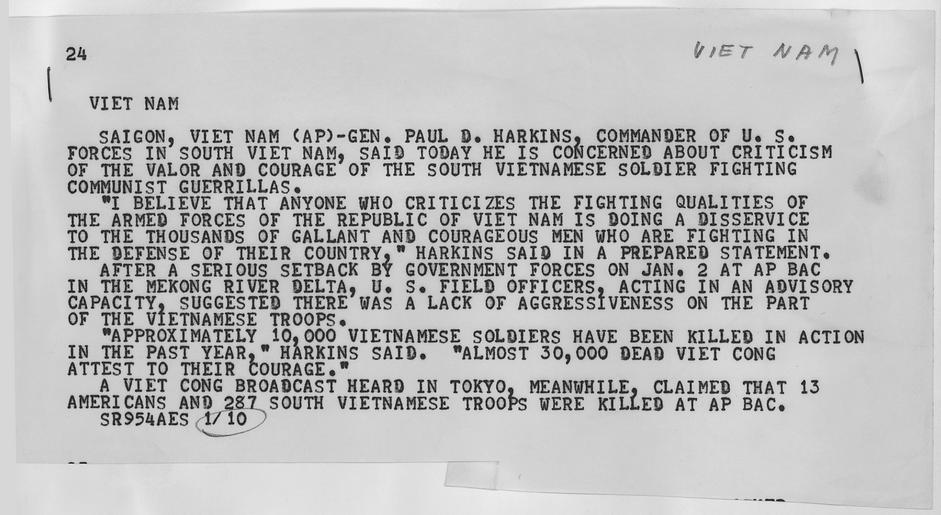 24
VIET NAM
VIET NAM
SAIGON, VIET NAM (AP)-GEN. PAUL D. HARKINS, COMMANDER OF U. S.
FORCES IN SOUTH VIET NAM, SAID TODAY HE IS CONCERNED ABOUT CRITICISM
OF THE VALOR AND COURAGE OF THE SOUTH VIETNAMESE SOLDIER FIGHTING
COMMUNIST GUERRILLAS.
"I BELIEVE THAT ANYONE WHO CRITICIZES THE FIGHTING QUALITIES OF
THE ARMED FORCES OF THE REPUBLIC OF VIET NAM IS DOING A DISSERVICE
TO THE THOUSANDS OF GALLANT AND COURAGEOUS MEN WHO ARE FIGHTING IN
THE DEFENSE OF THEIR COUNTRY," HARKINS SAID IN A PREPARED STATEMENT.
AFTER A SERIOUS SETBACK BY GOVERNMENT FORCES ON JAN. 2 AT AP BAC
IN THE MEKONG RIVER DELTA, U. S. FIELD OFFICERS, ACTING IN AN ADVISORY
CAPACITY, SUGGESTED THERE WAS A LACK OF AGGRESSIVENESS ON THE PART
OF THE VIETNAMESE TROOPS.
"APPROXIMATELY 10,000 VIETNAMESE SOLDIERS HAVE BEEN KILLED IN ACTION
IN THE PAST YEAR," HARKINS SAID. "ALMOST 30,000 DEAD VIET CONG
ATTEST TO THEIR COURAGE."
A VIET CONG BROADCAST HEARD IN TOKYO, MEANWHILE, CLAIMED THAT 13
AMERICANS AND 287 SOUTH VIETNAMESE TROOPS WERE KILLED AT AP BAC.
SR954AES 1/10